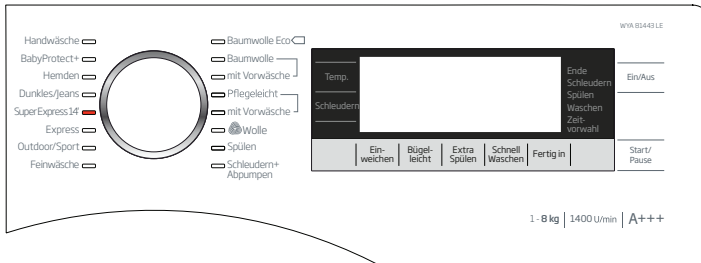 WYA 81443 LE
Handwäsche
BabyProtect+
Hemden
Dunkles/Jeans
SuperExpress 14'
Express
Outdoor/Sport
Feinwäsche
Baumwolle Eco
Baumwolle
mit Vorwäsche
Pflegeleicht
mit Vorwäsche
Wolle
Spülen
Schleudern+
Abpumpen
Temp.
Schleudern
Ende
Schleudern
Spülen
Waschen
Zeit-
vorwahl
Ein/Aus
Ein-
weichen
Bügel-
leicht
Extra
Spülen
Schnell
Waschen
Fertig in
Start/
Pause
1 - 8 kg 1400 U/min A+++